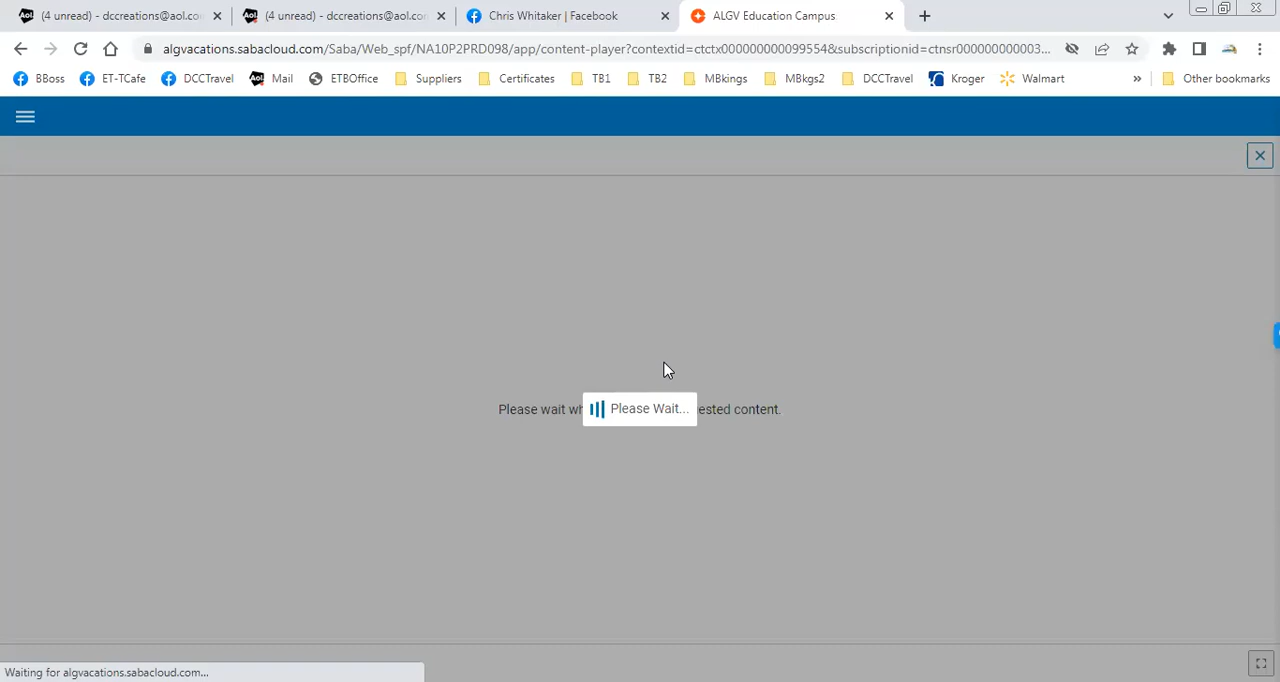 (4 unread) - dccreations@aol.co
(4 unread) - dccreations@aol.co
Chris Whitaker | Facebook
ALGV Education Campus
algvacations.sabacloud.com/Saba/Web_spf/NA10P2PRD098/app/content-player?contextid=ctctx000000000099554&subscriptionid=ctnsr000000000003...
BBoss
ET-TCafe
DCCTravel
Aol.
Mail
ETBOffice
Suppliers
Certificates
TB1
TB2
MBkings
MBkgs2
DCCTravel
Kroger
Walmart
»
Other bookmarks
Please wait wh
Please Wait...
ested content.
Waiting for algvacations.sabacloud.com...